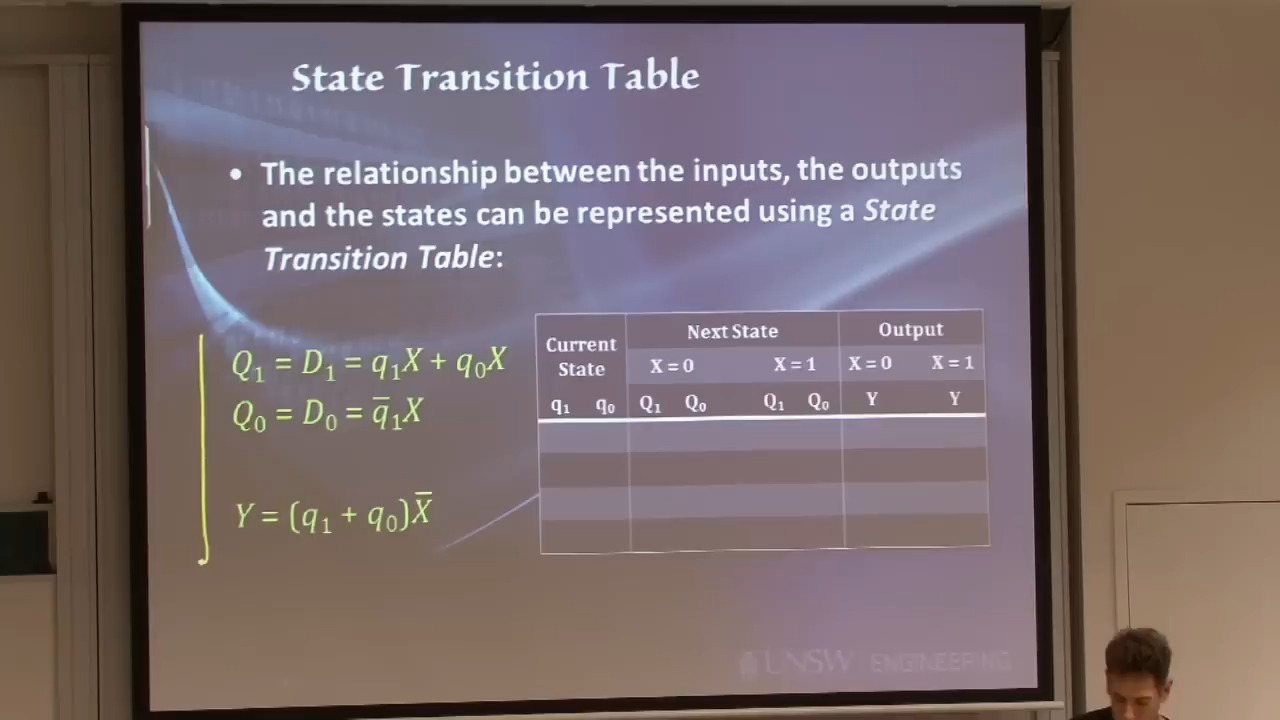 State Transition Table
• The relationship between the inputs, the outputs
and the states can be represented using a State
Transition Table:
Q₁ = D₁ = q₁X + q₀X
Q₀ = D₀ = q̅₁X
Y = (q₁ + q₀)X̅
Current State Next State Output
X = 0 X = 1 X = 0 X = 1
q₁ q₀ Q₁ Q₀ Q₁ Q₀ Y Y
UNSW ENGINEERING